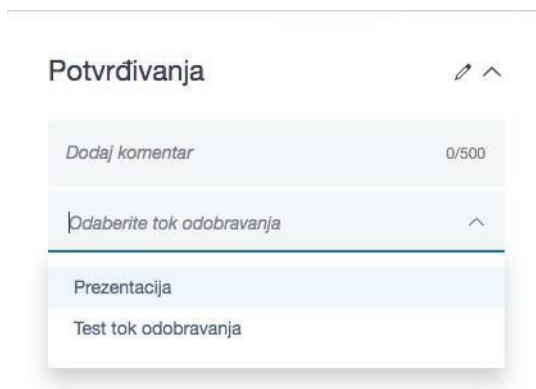 Potvrđivanja
Dodaj komentar 0/500
Odaberite tok odobravanja
Prezentacija
Test tok odobravanja